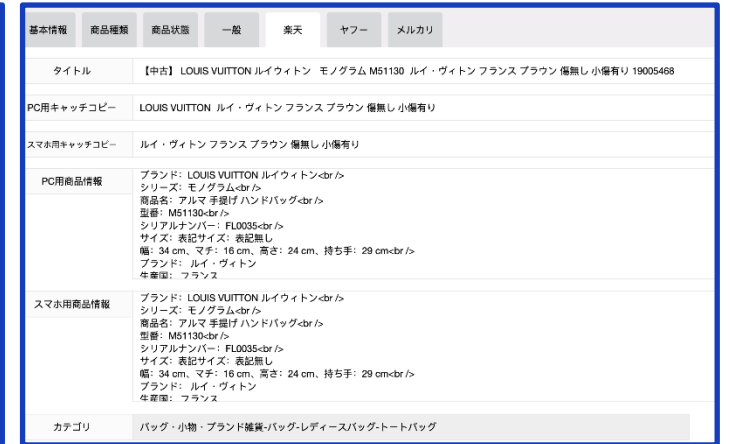 基本情報 商品種類 商品状態 一般 楽天 ヤフー メルカリ
タイトル 【中古】 LOUIS VUITTON ルイウィトン モノグラム M51130 ルイ・ヴィトン フランス ブラウン 傷無し 小傷有り 19005468
PC用キャッチコピー LOUIS VUITTON ルイ・ヴィトン フランス ブラウン 傷無し 小傷有り
スマホ用キャッチコピー ルイ・ヴィトン フランス ブラウン 傷無し 小傷有り
PC用商品情報
ブランド: LOUIS VUITTON ルイウィトン<br />
シリーズ: モノグラム<br />
商品名: アルマ 手提げ ハンドバッグ<br />
型番: M51130<br />
シリアルナンバー: FL0035<br />
サイズ: 表記サイズ: 表記無し
幅: 34 cm、マチ: 16 cm、高さ: 24 cm、持ち手: 29 cm<br />
ブランド: ルイ・ヴィトン
生産国: フランス
スマホ用商品情報
ブランド: LOUIS VUITTON ルイウィトン<br />
シリーズ: モノグラム<br />
商品名: アルマ 手提げ ハンドバッグ<br />
型番: M51130<br />
シリアルナンバー: FL0035<br />
サイズ: 表記サイズ: 表記無し
幅: 34 cm、マチ: 16 cm、高さ: 24 cm、持ち手: 29 cm<br />
ブランド: ルイ・ヴィトン
生産国: フランス
カテゴリ バッグ・小物・ブランド雑貨-バッグ-レディースバッグ-トートバッグ